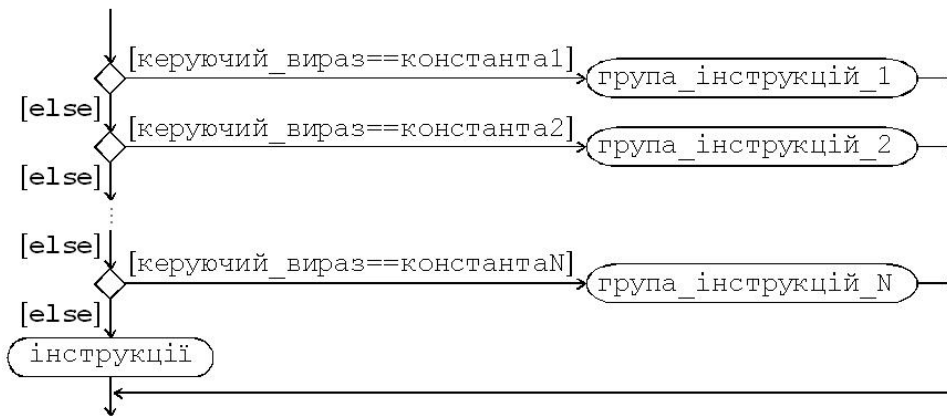 [керуючий_вираз==константа1]
група_інструкцій_1
[else]
[керуючий_вираз==константа2]
група_інструкцій_2
[else]
[else]
[керуючий_вираз==константаN]
група_інструкцій_N
[else]
інструкції